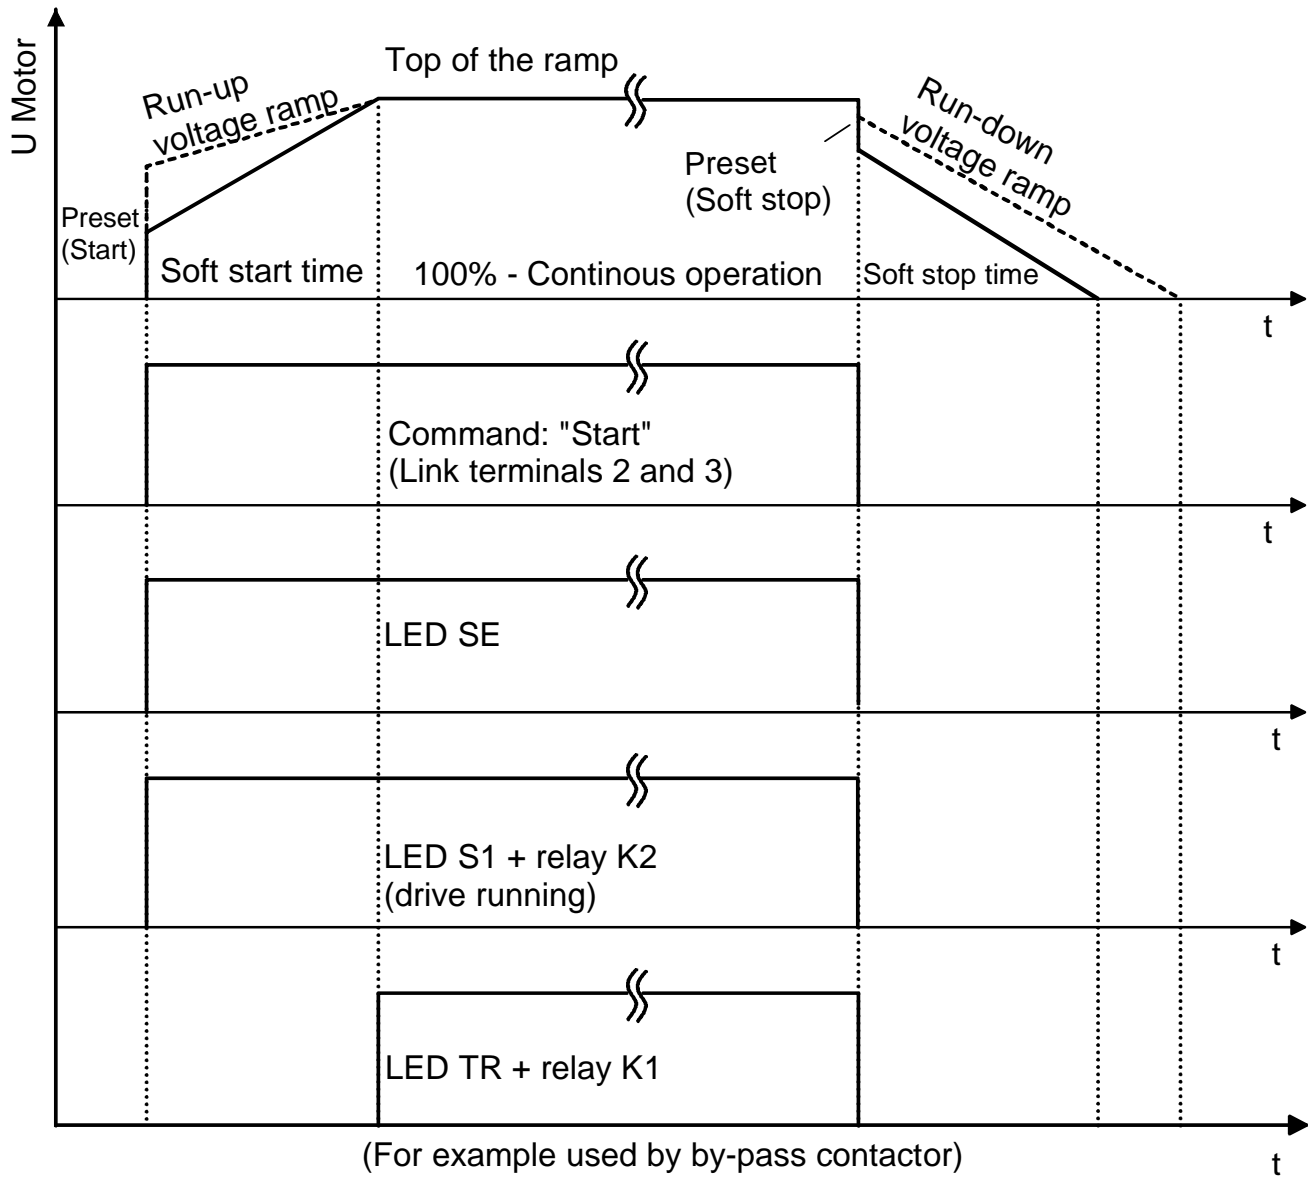 U Motor
Run-up
voltage ramp
Top of the ramp
Run-down
voltage ramp
Preset
(Soft stop)
Preset
(Start)
Soft start time
100% - Continous operation
Soft stop time
t
Command: "Start"
(Link terminals 2 and 3)
t
LED SE
t
LED S1 + relay K2
(drive running)
t
LED TR + relay K1
(For example used by by-pass contactor)
t